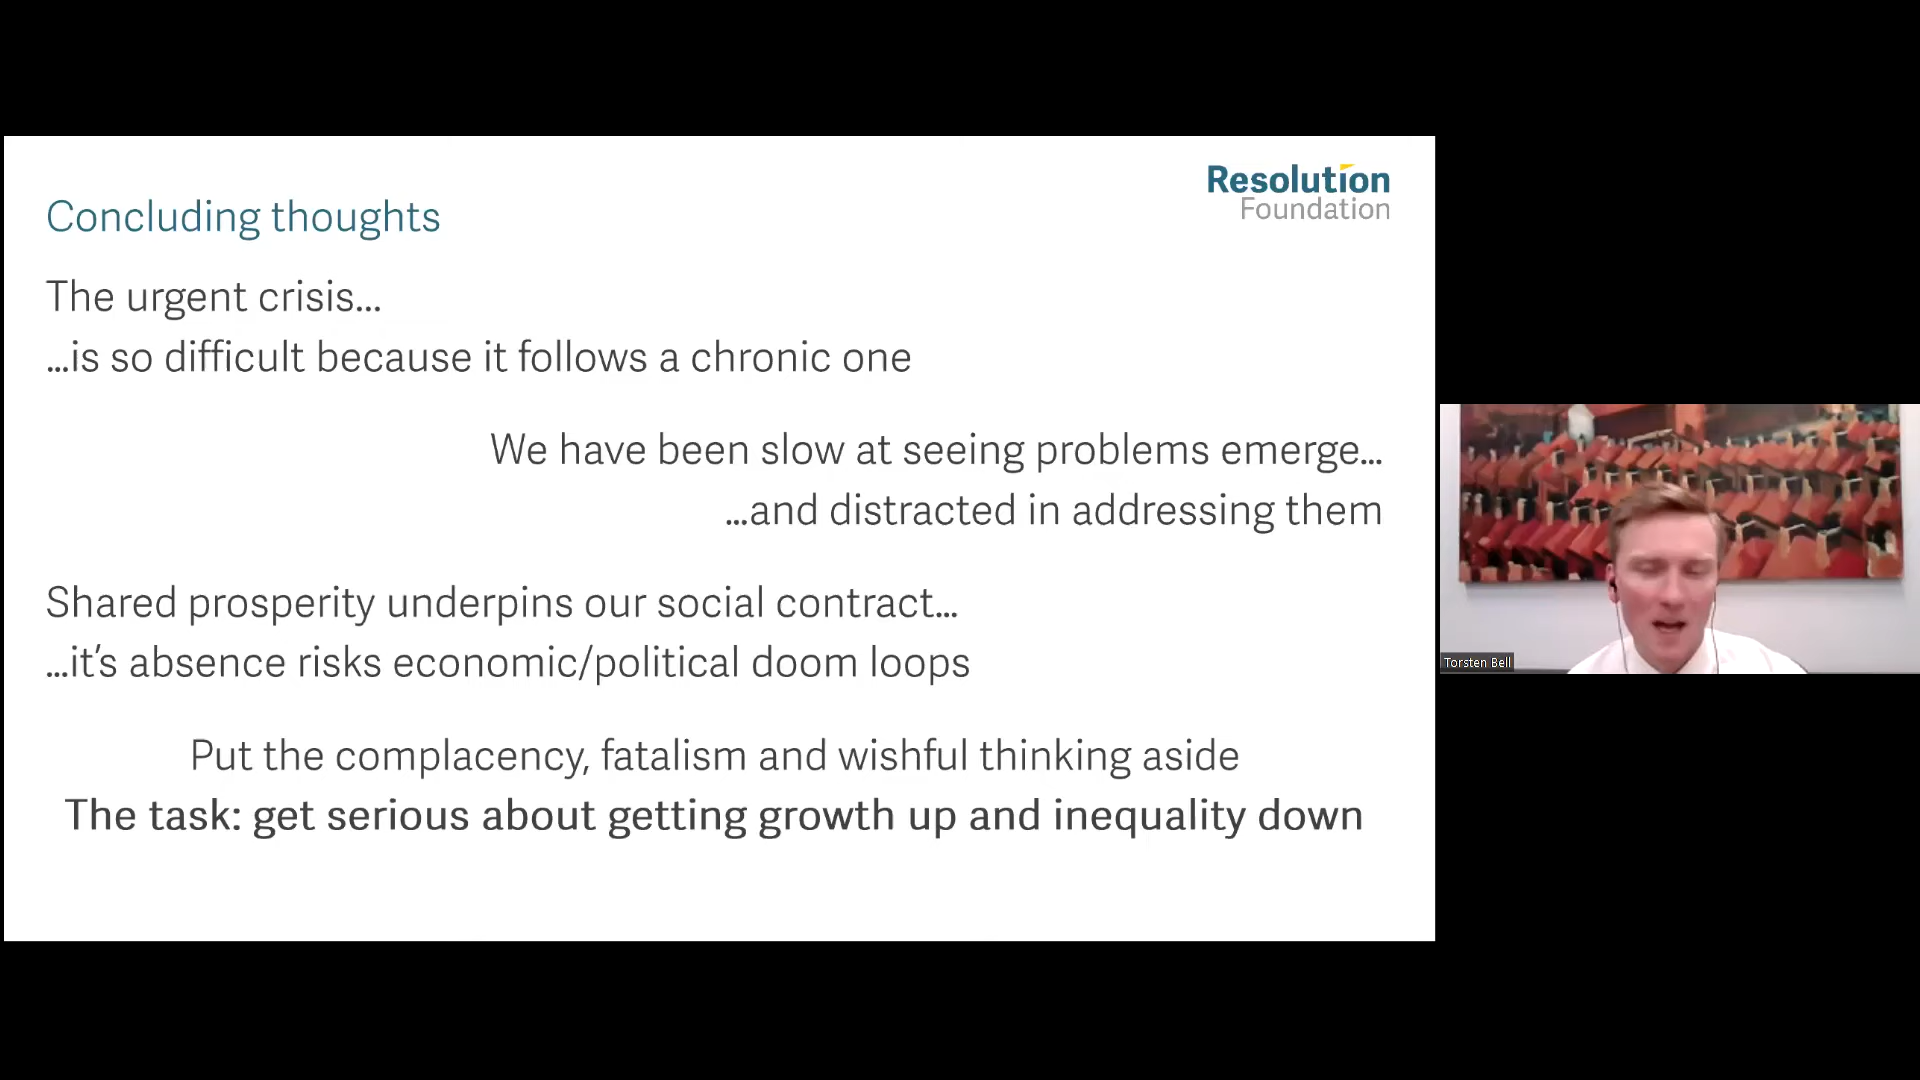 Resolution
Foundation
Concluding thoughts
The urgent crisis...
...is so difficult because it follows a chronic one
We have been slow at seeing problems emerge...
...and distracted in addressing them
Shared prosperity underpins our social contract...
...it’s absence risks economic/political doom loops
Put the complacency, fatalism and wishful thinking aside
The task: get serious about getting growth up and inequality down
Torsten Bell